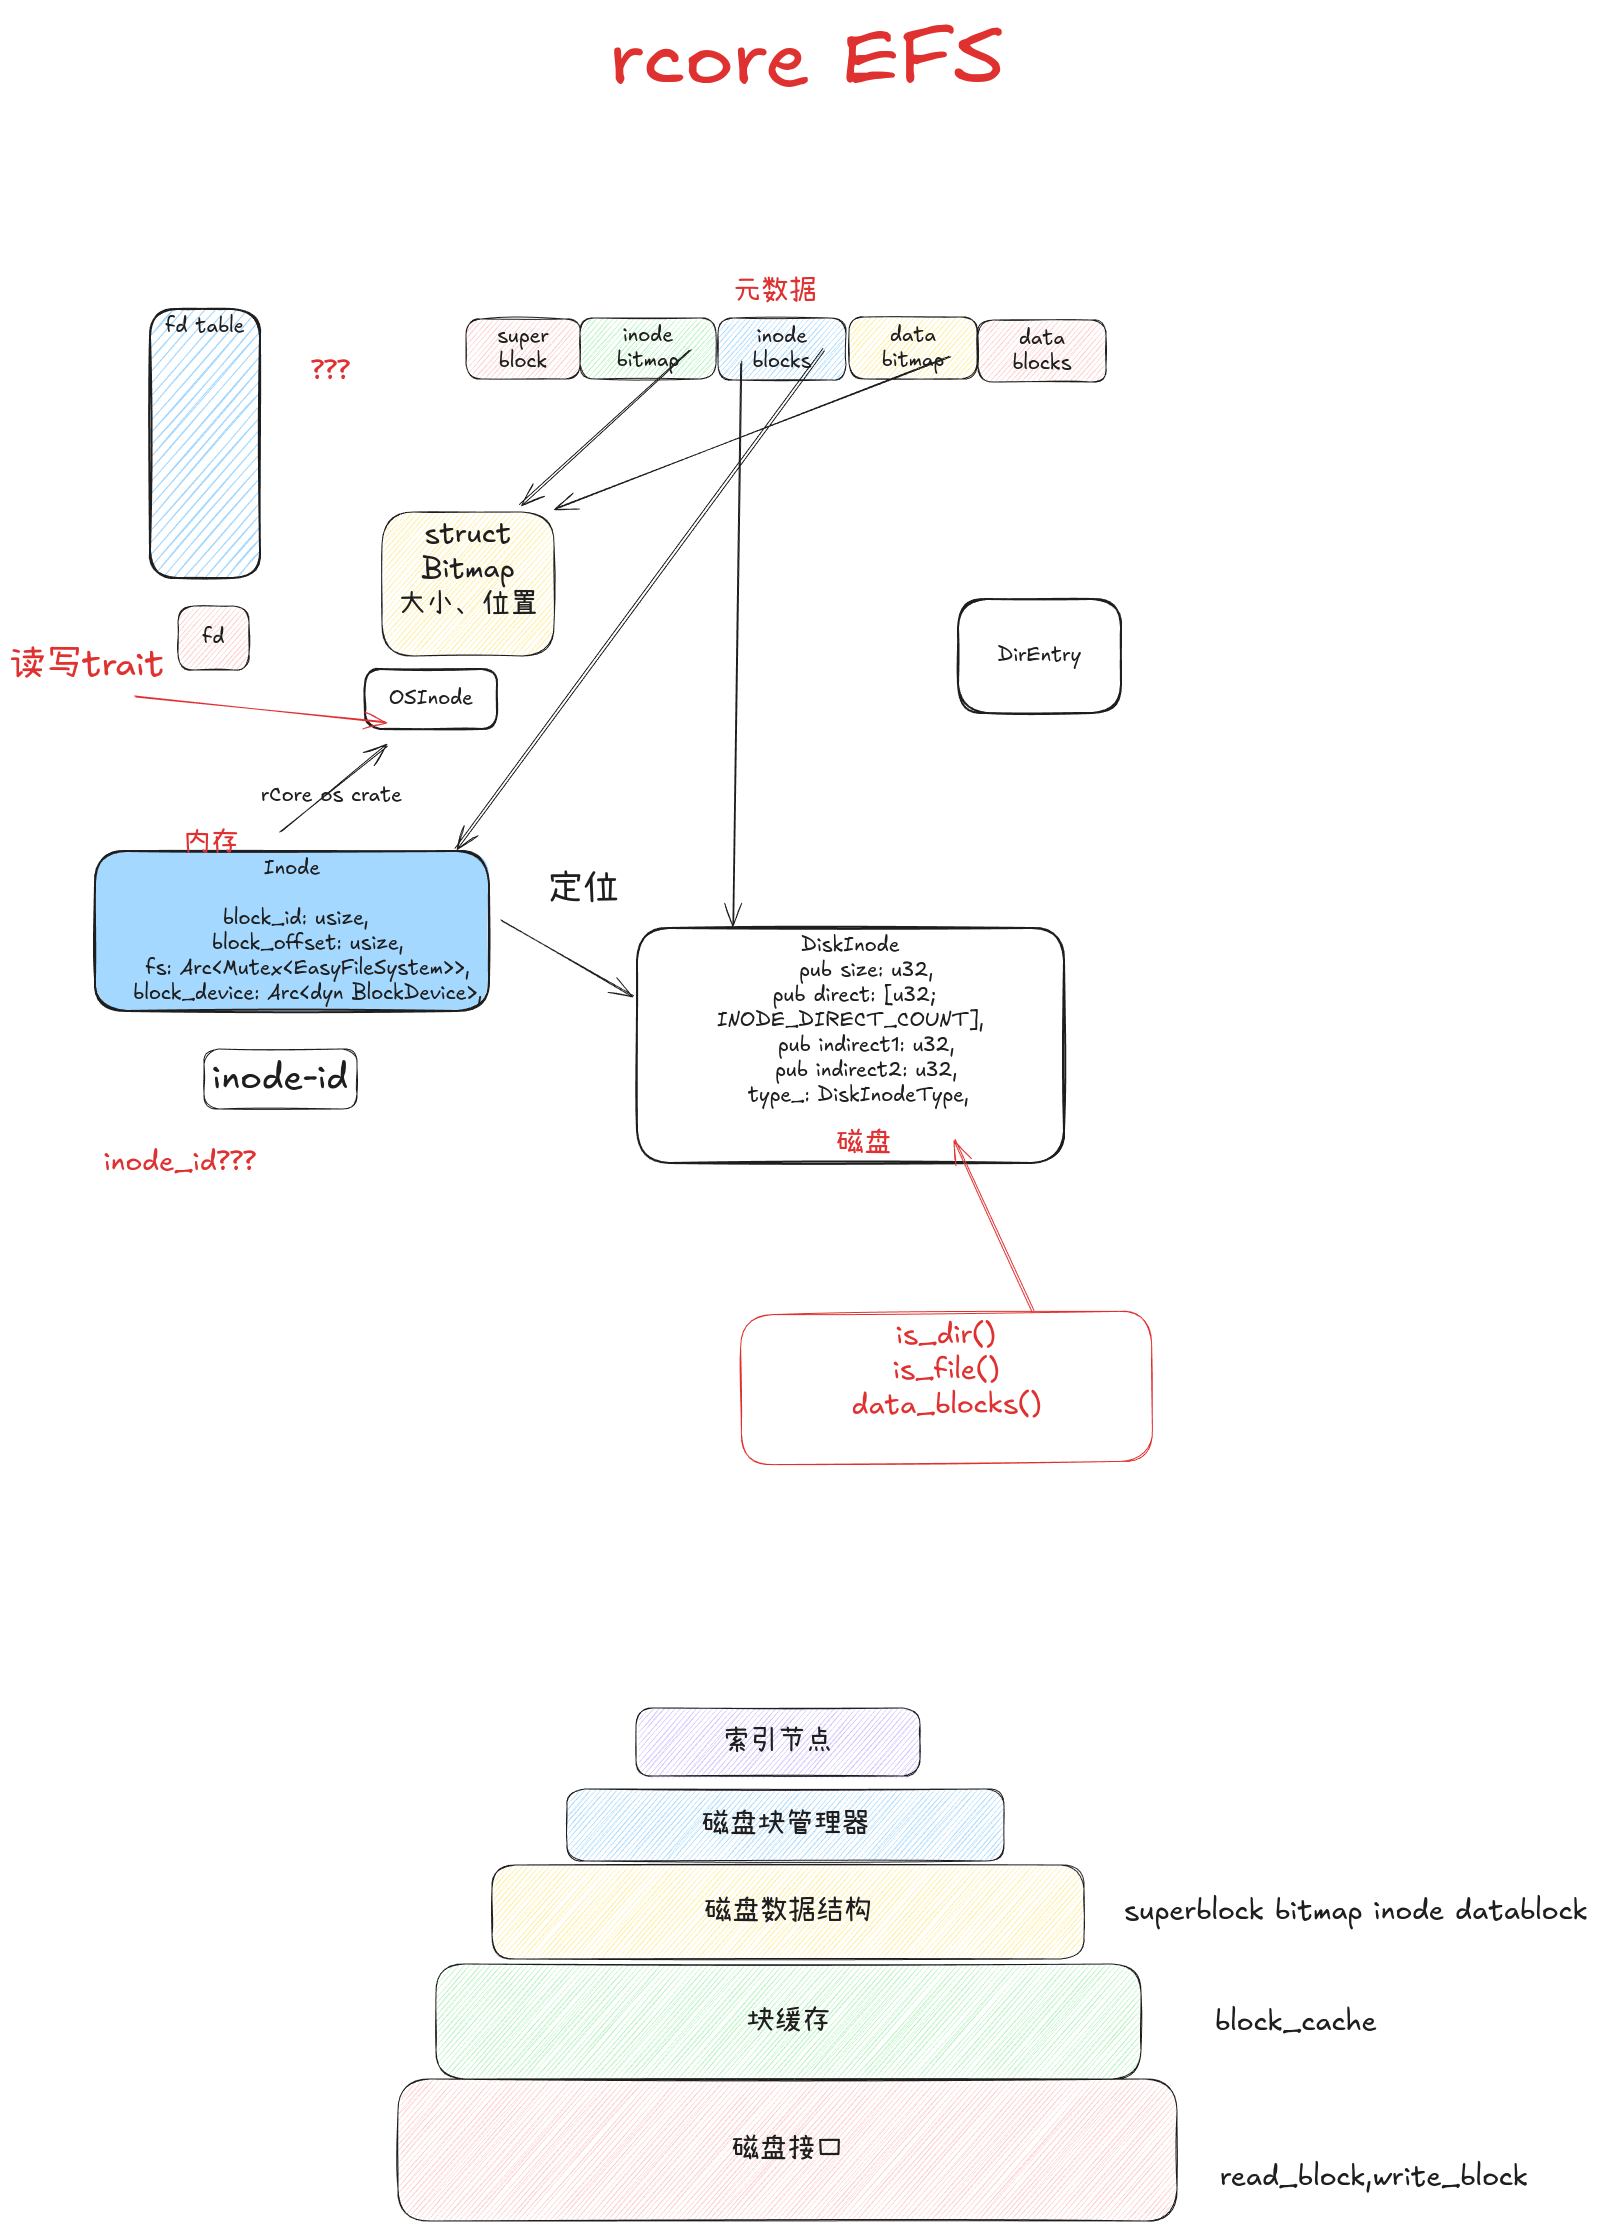 rcore EFS
元数据
fd table
???
super
block
inode
bitmap
inode
blocks
data
bitmap
data
blocks
struct
Bitmap
大小、位置
fd
读写trait
OSInode
DirEntry
rCore os crate
内存
Inode
block_id: usize,
block_offset: usize,
fs: Arc<Mutex<EasyFileSystem>>,
block_device: Arc<dyn BlockDevice>,
定位
DiskInode
pub size: u32,
pub direct: [u32;
INODE_DIRECT_COUNT],
pub indirect1: u32,
pub indirect2: u32,
type_: DiskInodeType,
磁盘
inode-id
inode_id???
is_dir()
is_file()
data_blocks()
索引节点
磁盘块管理器
磁盘数据结构
superblock bitmap inode datablock
块缓存
block_cache
磁盘接口
read_block,write_block